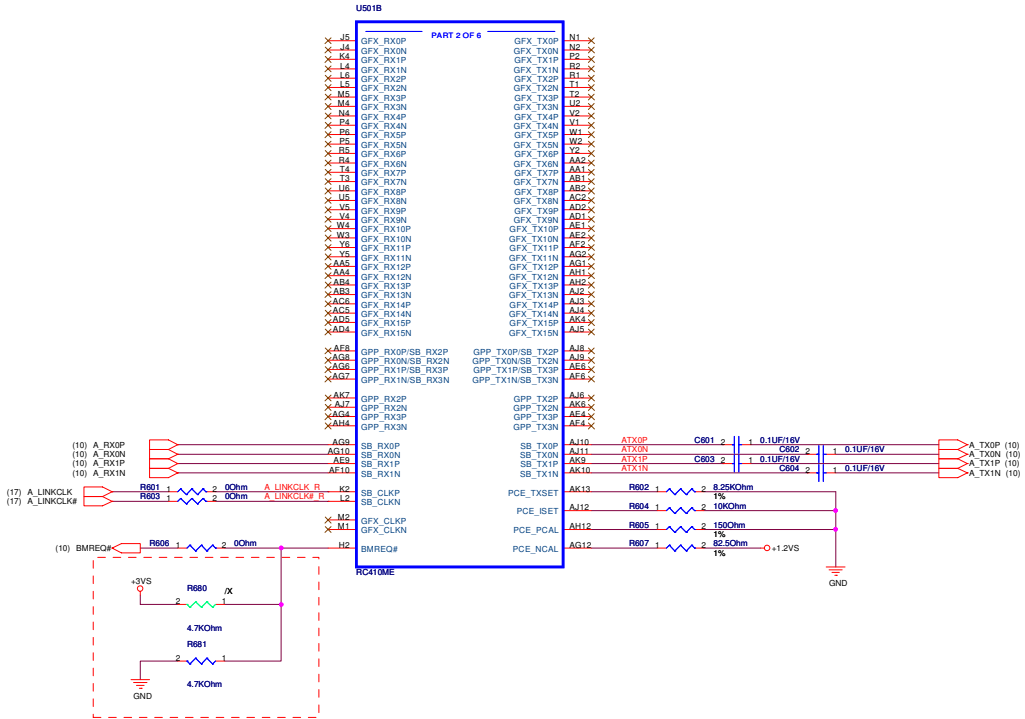 U501B
PART 2 OF 6
J5 GFX_RX0P GFX_TX0P N1
J4 GFX_RX0N GFX_TX0N N2
K4 GFX_RX1P GFX_TX1P P2
L4 GFX_RX1N GFX_TX1N R2
L6 GFX_RX2P GFX_TX2P R1
L5 GFX_RX2N GFX_TX2N T1
M5 GFX_RX3P GFX_TX3P T2
M4 GFX_RX3N GFX_TX3N U2
N4 GFX_RX4P GFX_TX4P V2
P4 GFX_RX4N GFX_TX4N V1
P6 GFX_RX5P GFX_TX5P W1
P5 GFX_RX5N GFX_TX5N W2
R5 GFX_RX6P GFX_TX6P Y2
R4 GFX_RX6N GFX_TX6N AA2
T4 GFX_RX7P GFX_TX7P AA1
T3 GFX_RX7N GFX_TX7N AB1
U6 GFX_RX8P GFX_TX8P AB2
U5 GFX_RX8N GFX_TX8N AC2
V5 GFX_RX9P GFX_TX9P AD2
V4 GFX_RX9N GFX_TX9N AD1
W4 GFX_RX10P GFX_TX10P AE1
W3 GFX_RX10N GFX_TX10N AE2
Y6 GFX_RX11P GFX_TX11P AF2
Y5 GFX_RX11N GFX_TX11N AG2
AA5 GFX_RX12P GFX_TX12P AG1
AA4 GFX_RX12N GFX_TX12N AH1
AB4 GFX_RX13P GFX_TX13P AH2
AB3 GFX_RX13N GFX_TX13N AJ2
AC6 GFX_RX14P GFX_TX14P AJ3
AC5 GFX_RX14N GFX_TX14N AJ4
AD5 GFX_RX15P GFX_TX15P AK4
AD4 GFX_RX15N GFX_TX15N AJ5
AF8 GPP_RX0P/SB_RX2P GPP_TX0P/SB_TX2P AJ8
AG8 GPP_RX0N/SB_RX2N GPP_TX0N/SB_TX2N AJ9
AG6 GPP_RX1P/SB_RX3P GPP_TX1P/SB_TX3P AE6
AG7 GPP_RX1N/SB_RX3N GPP_TX1N/SB_TX3N AF6
AK7 GPP_RX2P GPP_TX2P AJ6
AJ7 GPP_RX2N GPP_TX2N AK6
AG4 GPP_RX3P GPP_TX3P AE4
AH4 GPP_RX3N GPP_TX3N AF4
(10) A_RX0P AG9 SB_RX0P SB_TX0P AJ10 ATX0P C601 2 1 0.1UF/16V A_TX0P (10)
(10) A_RX0N AG10 SB_RX0N SB_TX0N AJ11 ATX0N C602 2 1 0.1UF/16V A_TX0N (10)
(10) A_RX1P AE9 SB_RX1P SB_TX1P AK9 ATX1P C603 2 1 0.1UF/16V A_TX1P (10)
(10) A_RX1N AF10 SB_RX1N SB_TX1N AK10 ATX1N C604 2 1 0.1UF/16V A_TX1N (10)
(17) A_LINKCLK R601 1 2 0Ohm A_LINKCLK_R K2 SB_CLKP PCE_TXSET AK13 R602 1 2 8.25KOhm
1%
(17) A_LINKCLK# R603 1 2 0Ohm A_LINKCLK#_R L2 SB_CLKN
PCE_ISET AJ12 R604 1 2 10KOhm
M2 GFX_CLKP
M1 GFX_CLKN PCE_PCAL AH12 R605 1 2 150Ohm
1%
(10) BMREQ# R606 1 2 0Ohm H2 BMREQ# PCE_NCAL AG12 R607 1 2 82.5Ohm +1.2VS
1%
RC410ME
GND
+3VS
R680 /X
2 1
4.7KOhm
R681
2 1
4.7KOhm
GND